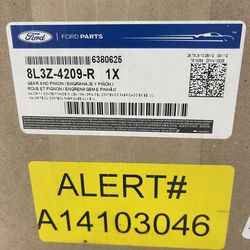 Ford
FORD PARTS
6380625
8L3Z-4209-R 1X
GEAR AND PINION / ENGRANAJE Y PIÑON /
ROUE ET PIGNON / ENGRENAGEM E PINHÃO
ALERT#
A14103046